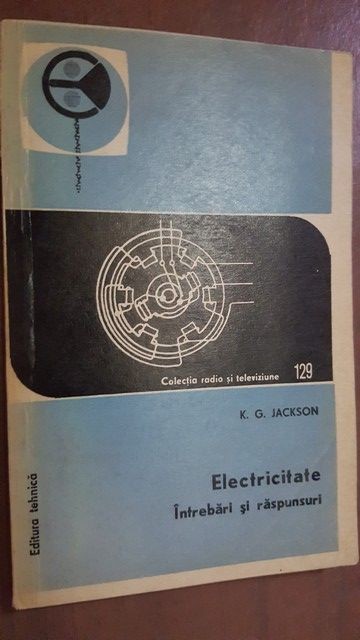 Colecția radio și televiziune 129
K. G. JACKSON
Electricitate
Întrebări și răspunsuri
Editura tehnică